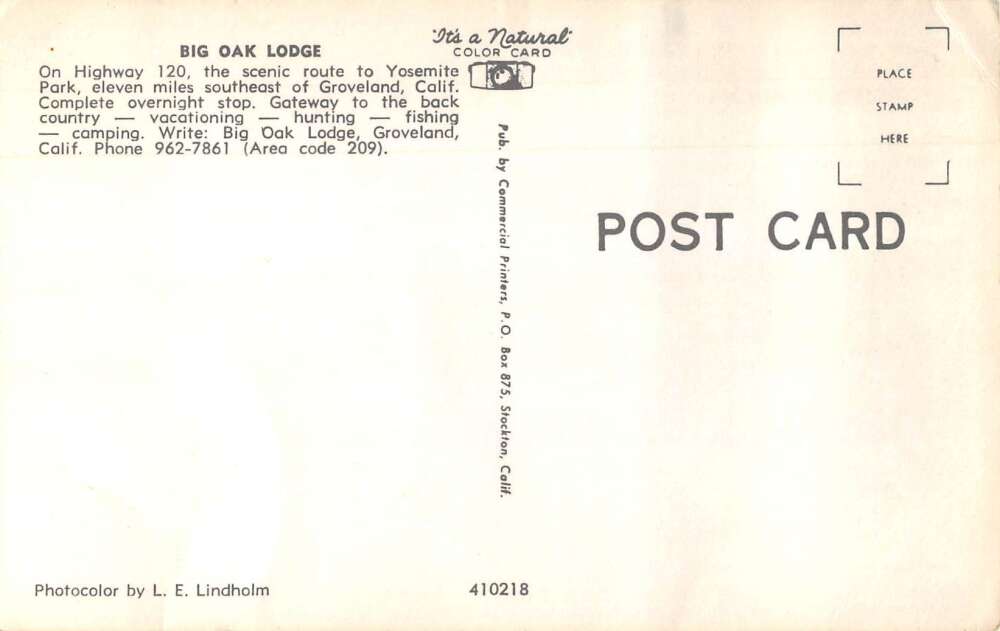 BIG OAK LODGE
On Highway 120, the scenic route to Yosemite
Park, eleven miles southeast of Groveland, Calif.
Complete overnight stop. Gateway to the back
country — vacationing — hunting — fishing
— camping. Write: Big Oak Lodge, Groveland,
Calif. Phone 962-7861 (Area code 209).
It's a Natural
COLOR CARD
Pub. by Commercial Printers, P.O. Box 875, Stockton, Calif.
PLACE
STAMP
HERE
POST CARD
Photocolor by L. E. Lindholm
410218